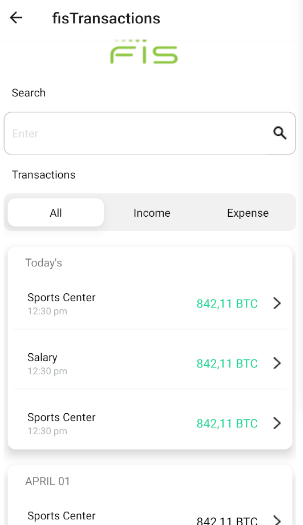 fisTransactions
FIS
Search
Enter
Transactions
All Income Expense
Today's
Sports Center 842,11 BTC
12:30 pm
Salary 842,11 BTC
12:30 pm
Sports Center 842,11 BTC
12:30 pm
APRIL 01
Sports Center 842,11 BTC